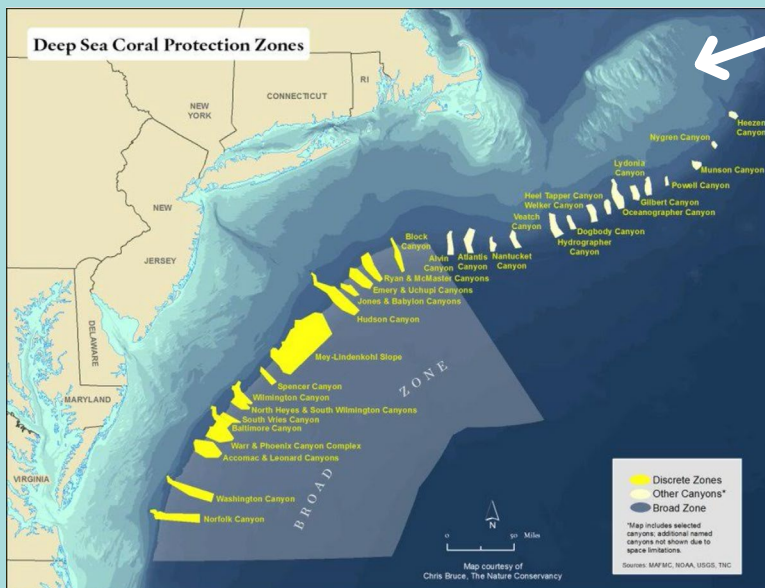 Deep Sea Coral Protection Zones
RI
CONNECTICUT
NEW
YORK
NEW
JERSEY
DELAWARE
MARYLAND
VIRGINIA
Heezen
Canyon
Nygren Canyon
Munson Canyon
Lydonia
Canyon
Powell Canyon
Gilbert Canyon
Oceanographer Canyon
Heel Tapper Canyon
Welker Canyon
Dogbody Canyon
Veatch
Canyon
Hydrographer
Canyon
Nantucket
Canyon
Atlantis
Canyon
Alvin
Canyon
Block
Canyon
Ryan & McMaster Canyons
Emery & Uchupi Canyons
Jones & Babylon Canyons
Hudson Canyon
Mey-Lindenkohl Slope
Spencer Canyon
Wilmington Canyon
North Heyes & South Wilmington Canyons
South Vries Canyon
Baltimore Canyon
Warr & Phoenix Canyon Complex
Accomac & Leonard Canyons
Washington Canyon
Norfolk Canyon
BROAD ZONE
N
0 50 Miles
Map courtesy of
Chris Bruce, The Nature Conservancy
Discrete Zones
Other Canyons*
Broad Zone
*Map includes selected
canyons; additional named
canyons not shown due to
space limitations.
Sources: MAFMC, NOAA, USGS, TNC